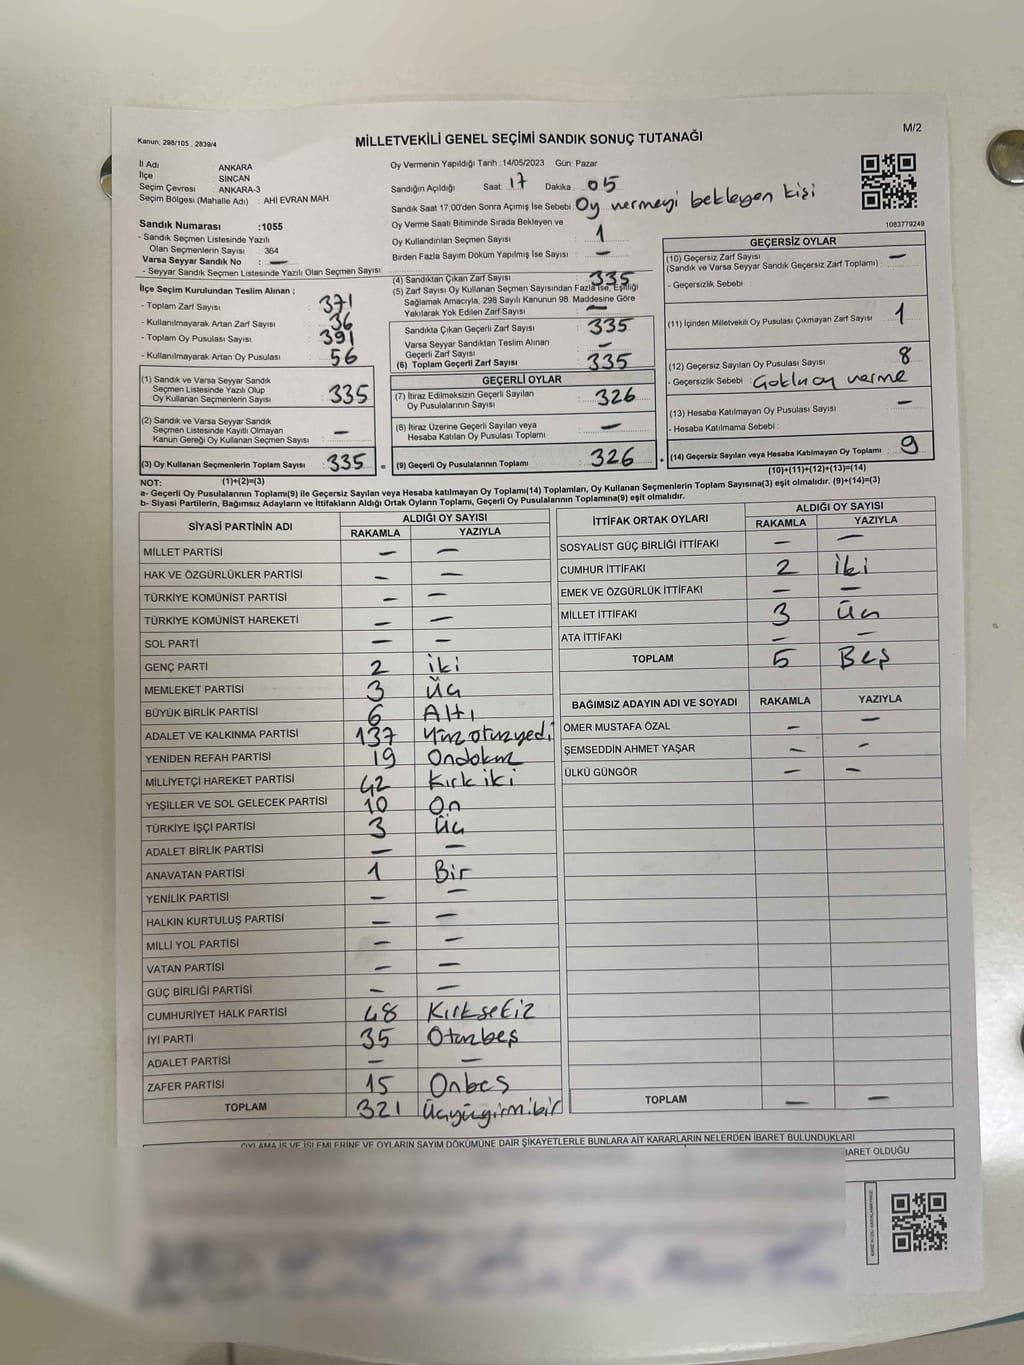 Kanun; 298/105 , 2839/4
MİLLETVEKİLİ GENEL SEÇİMİ SANDIK SONUÇ TUTANAĞI
M/2
İl Adı : ANKARA
İlçe : SİNCAN
Seçim Çevresi : ANKARA-3
Seçim Bölgesi (Mahalle Adı) : AHİ EVRAN MAH.
Oy Vermenin Yapıldığı Tarih :14/05/2023 Gün: Pazar
Sandığın Açıldığı Saat 17 Dakika 05
Sandık Saat 17:00'den Sonra Açımış İse Sebebi: Oy vermeyi bekleyen kişi
Oy Verme Saati Bitiminde Sırada Bekleyen ve
Oy Kullandırılan Seçmen Sayısı : 1
Birden Fazla Sayım Döküm Yapılmış İse Sayısı : —
1083779249
Sandık Numarası :1055
- Sandık Seçmen Listesinde Yazılı
Olan Seçmenlerin Sayısı : 364
Varsa Seyyar Sandık No : —
- Seyyar Sandık Seçmen Listesinde Yazılı Olan Seçmen Sayısı:
İlçe Seçim Kurulundan Teslim Alınan ;
- Toplam Zarf Sayısı : 371
- Kullanılmayarak Artan Zarf Sayısı : 36
- Toplam Oy Pusulası Sayısı : 391
- Kullanılmayarak Artan Oy Pusulası : 56
(1) Sandık ve Varsa Seyyar Sandık
Seçmen Listesinde Yazılı Olup
Oy Kullanan Seçmenlerin Sayısı : 335
(2) Sandık ve Varsa Seyyar Sandık
Seçmen Listesinde Kayıtlı Olmayan
Kanun Gereği Oy Kullanan Seçmen Sayısı : —
(3) Oy Kullanan Seçmenlerin Toplam Sayısı : 335 =
(4) Sandıktan Çıkan Zarf Sayısı : 335
(5) Zarf Sayısı Oy Kullanan Seçmen Sayısından Fazla İse, Eşitliği
Sağlamak Amacıyla; 298 Sayılı Kanunun 98. Maddesine Göre
Yakılarak Yok Edilen Zarf Sayısı : —
Sandıkta Çıkan Geçerli Zarf Sayısı : 335
Varsa Seyyar Sandıktan Teslim Alınan
Geçerli Zarf Sayısı : —
(6) Toplam Geçerli Zarf Sayısı : 335
GEÇERLİ OYLAR
(7) İtiraz Edilmeksizin Geçerli Sayılan
Oy Pusulalarının Sayısı : 326
(8) İtiraz Üzerine Geçerli Sayılan veya
Hesaba Katılan Oy Pusulası Toplamı : —
(9) Geçerli Oy Pusulalarının Toplamı : 326 +
GEÇERSİZ OYLAR
(10) Geçersiz Zarf Sayısı : —
(Sandık ve Varsa Seyyar Sandık Geçersiz Zarf Toplamı)
- Geçersizlik Sebebi :
(11) İçinden Milletvekili Oy Pusulası Çıkmayan Zarf Sayısı : 1
(12) Geçersiz Sayılan Oy Pusulası Sayısı : 8
- Geçersizlik Sebebi : Çoklu oy verme
(13) Hesaba Katılmayan Oy Pusulası Sayısı : —
- Hesaba Katılmama Sebebi :
(14) Geçersiz Sayılan veya Hesaba Katılmayan Oy Toplamı : 9
NOT: (1)+(2)=(3)
(10)+(11)+(12)+(13)=(14)
a- Geçerli Oy Pusulalarının Toplamı(9) ile Geçersiz Sayılan veya Hesaba katılmayan Oy Toplamı(14) Toplamları, Oy Kullanan Seçmenlerin Toplam Sayısına(3) eşit olmalıdır. (9)+(14)=(3)
b- Siyasi Partilerin, Bağımsız Adayların ve İttifakların Aldığı Ortak Oyların Toplamı, Geçerli Oy Pusulalarının Toplamına(9) eşit olmalıdır.
SİYASİ PARTİNİN ADI ALDIĞI OY SAYISI
RAKAMLA YAZIYLA
MİLLET PARTİSİ — —
HAK VE ÖZGÜRLÜKLER PARTİSİ — —
TÜRKİYE KOMÜNİST PARTİSİ — —
TÜRKİYE KOMÜNİST HAREKETİ — —
SOL PARTİ — —
GENÇ PARTİ 2 iki
MEMLEKET PARTİSİ 3 Üç
BÜYÜK BİRLİK PARTİSİ 6 Altı
ADALET VE KALKINMA PARTİSİ 137 Yüzotuzyedi
YENİDEN REFAH PARTİSİ 19 Ondokuz
MİLLİYETÇİ HAREKET PARTİSİ 42 Kırk iki
YEŞİLLER VE SOL GELECEK PARTİSİ 10 On
TÜRKİYE İŞÇİ PARTİSİ 3 Üç
ADALET BİRLİK PARTİSİ — —
ANAVATAN PARTİSİ 1 Bir
YENİLİK PARTİSİ — —
HALKIN KURTULUŞ PARTİSİ — —
MİLLİ YOL PARTİSİ — —
VATAN PARTİSİ — —
GÜÇ BİRLİĞİ PARTİSİ — —
CUMHURİYET HALK PARTİSİ 48 Kırksekiz
İYİ PARTİ 35 Otuzbeş
ADALET PARTİSİ — —
ZAFER PARTİSİ 15 Onbeş
TOPLAM 321 Üçyüzyirmibir
İTTİFAK ORTAK OYLARI ALDIĞI OY SAYISI
RAKAMLA YAZIYLA
SOSYALİST GÜÇ BİRLİĞİ İTTİFAKI — —
CUMHUR İTTİFAKI 2 iki
EMEK VE ÖZGÜRLÜK İTTİFAKI — —
MİLLET İTTİFAKI 3 Üç
ATA İTTİFAKI — —
TOPLAM 5 Beş
BAĞIMSIZ ADAYIN ADI VE SOYADI RAKAMLA YAZIYLA
ÖMER MUSTAFA ÖZAL — —
ŞEMSEDDİN AHMET YAŞAR — —
ÜLKÜ GÜNGÖR — —
TOPLAM — —
OYLAMA İŞ VE İŞLEMLERİNE VE OYLARIN SAYIM DÖKÜMÜNE DAİR ŞİKAYETLERLE BUNLARA AİT KARARLARIN NELERDEN İBARET BULUNDUKLARI
İBARET OLDUĞU